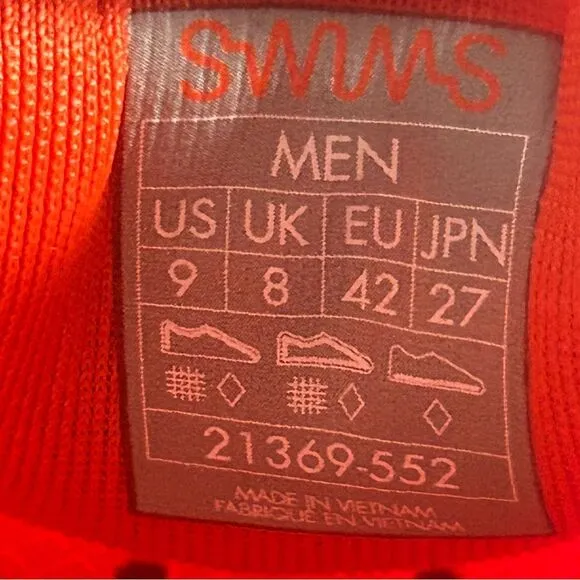 SWIMS
MEN
US UK EU JPN
9 8 42 27
21369-552
MADE IN VIETNAM
FABRIQUE EN VIETNAM